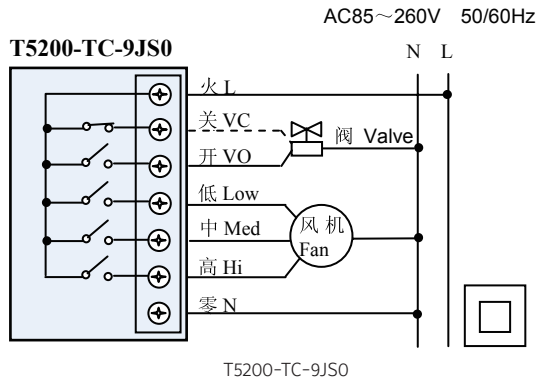 AC85～260V 50/60Hz
T5200-TC-9JS0
N L
火 L
关 VC
阀 Valve
开 VO
低 Low
中 Med
风 机
Fan
高 Hi
零 N
T5200-TC-9JS0